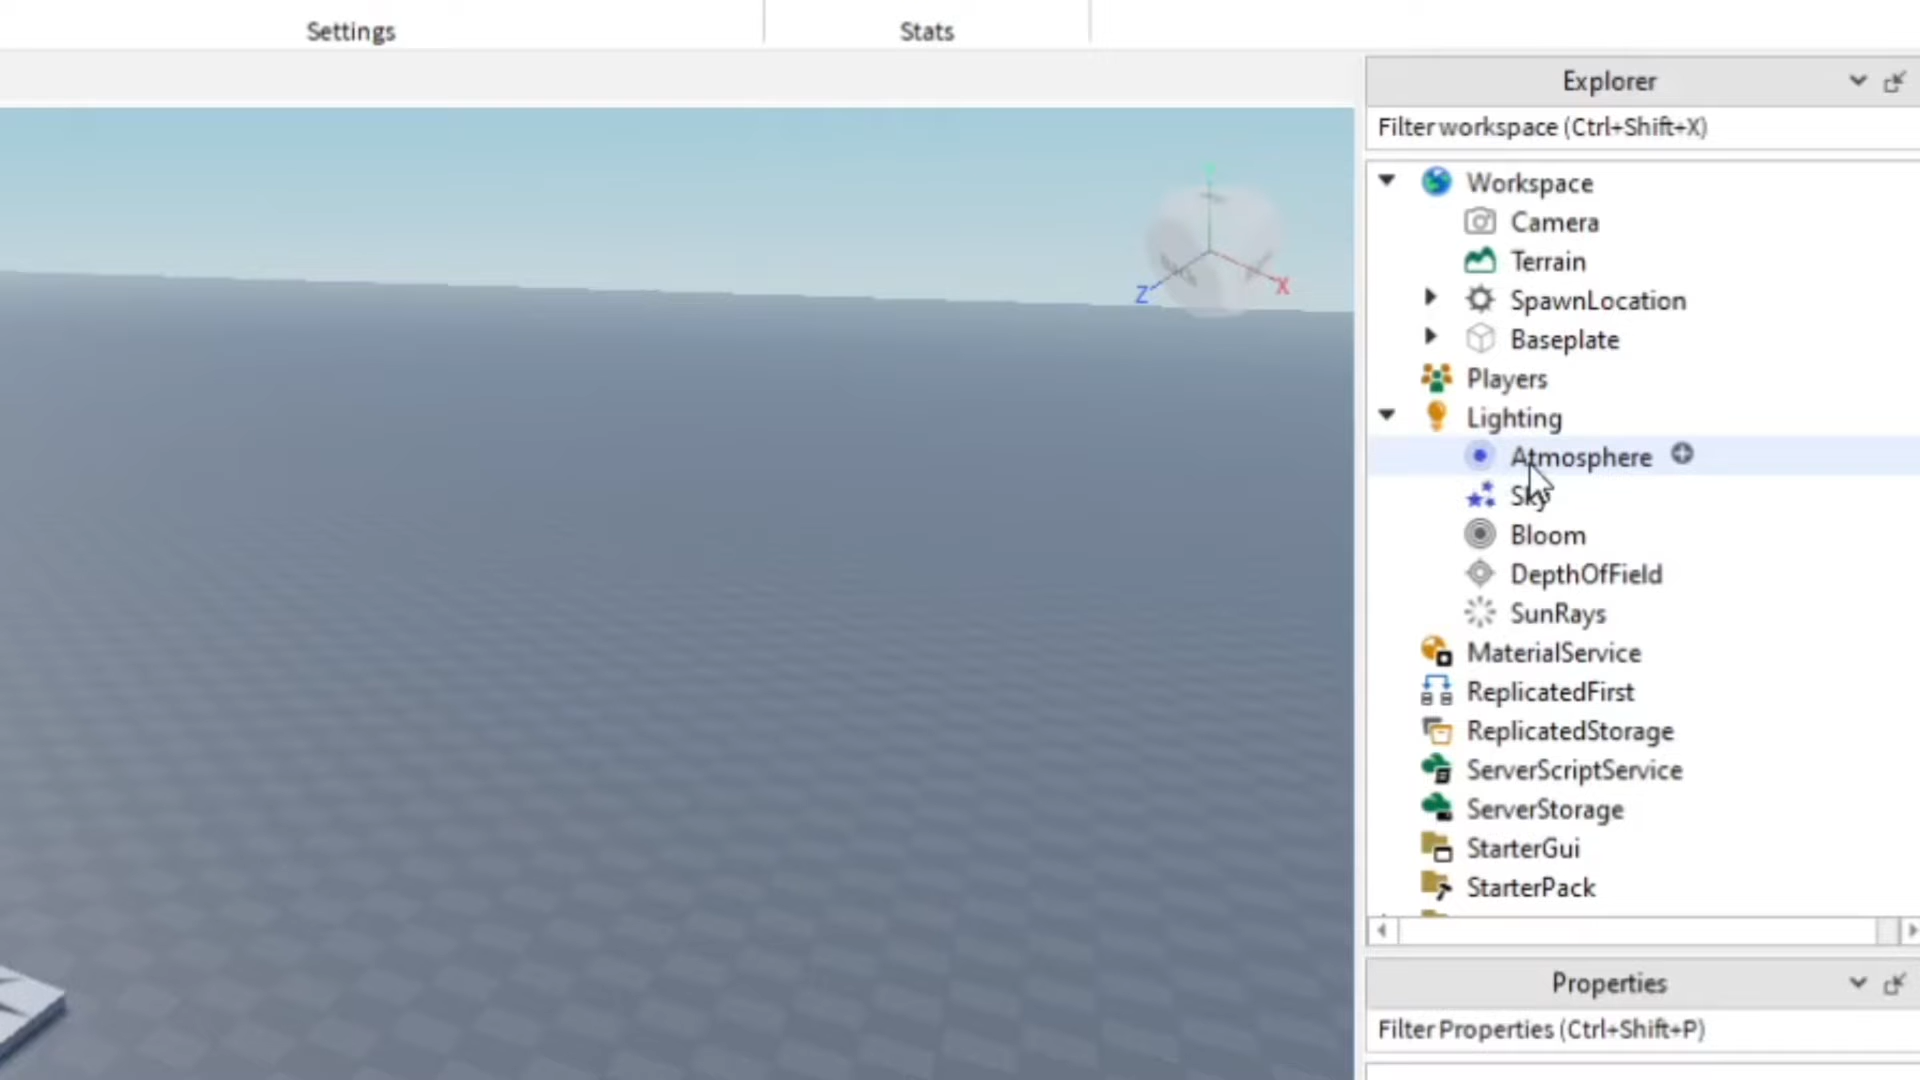 Settings
Stats
Explorer
Filter workspace (Ctrl+Shift+X)
Workspace
Camera
Terrain
SpawnLocation
Baseplate
Players
Lighting
Atmosphere
Sky
Bloom
DepthOfField
SunRays
MaterialService
ReplicatedFirst
ReplicatedStorage
ServerScriptService
ServerStorage
StarterGui
StarterPack
Properties
Filter Properties (Ctrl+Shift+P)
Y
Z
X